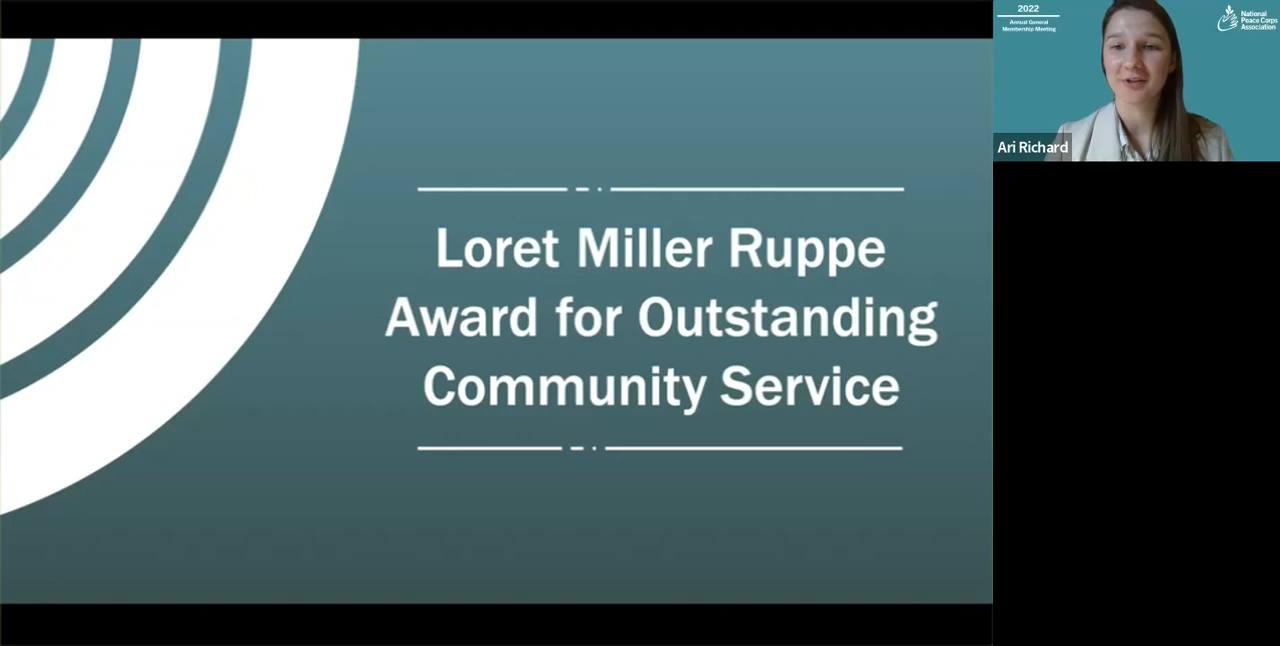 Loret Miller Ruppe
Award for Outstanding
Community Service
2022
Annual General
Membership Meeting
National
Peace Corps
Association
Ari Richard